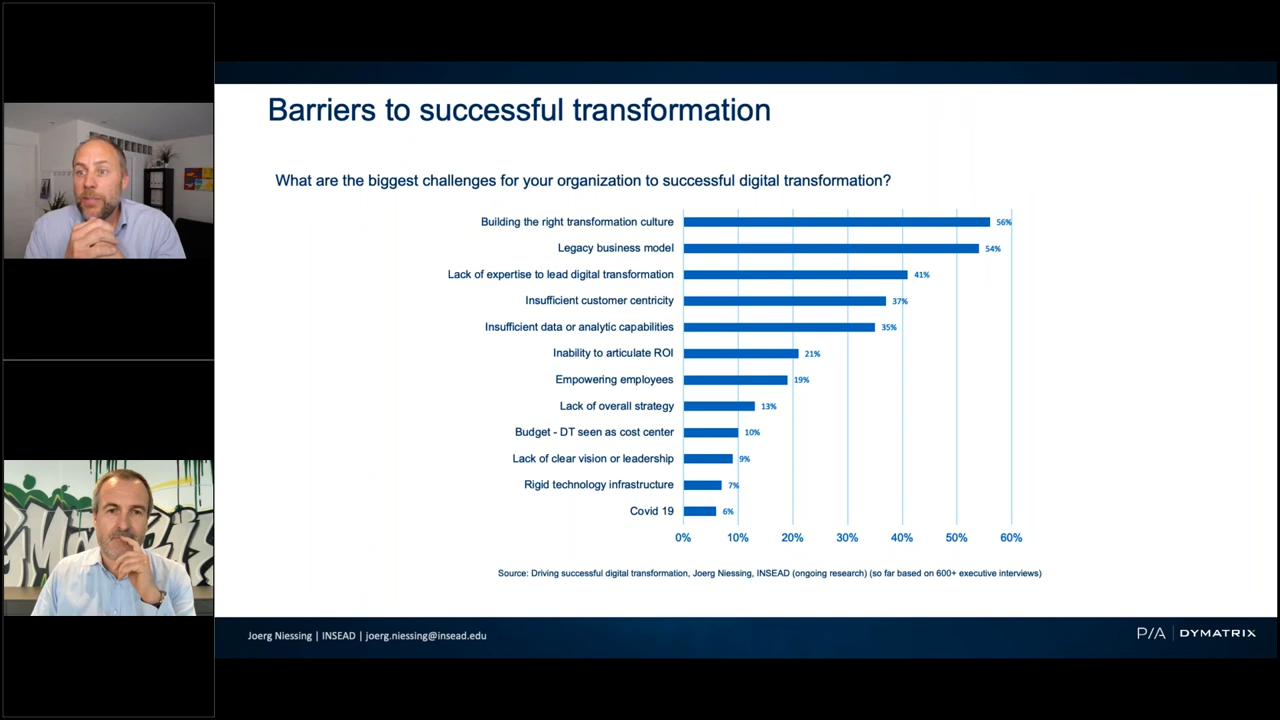 Barriers to successful transformation
What are the biggest challenges for your organization to successful digital transformation?
Building the right transformation culture 56%
Legacy business model 54%
Lack of expertise to lead digital transformation 41%
Insufficient customer centricity 37%
Insufficient data or analytic capabilities 35%
Inability to articulate ROI 21%
Empowering employees 19%
Lack of overall strategy 13%
Budget - DT seen as cost center 10%
Lack of clear vision or leadership 9%
Rigid technology infrastructure 7%
Covid 19 6%
0% 10% 20% 30% 40% 50% 60%
Source: Driving successful digital transformation, Joerg Niessing, INSEAD (ongoing research) (so far based on 600+ executive interviews)
Joerg Niessing | INSEAD | joerg.niessing@insead.edu
P/A | DYMATRIX